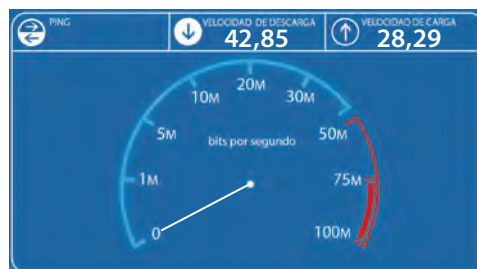 PING
VELOCIDAD DE DESCARGA
42,85
VELOCIDAD DE CARGA
28,29
0
1M
5M
10M
20M
30M
50M
75M
100M
bits por segundo